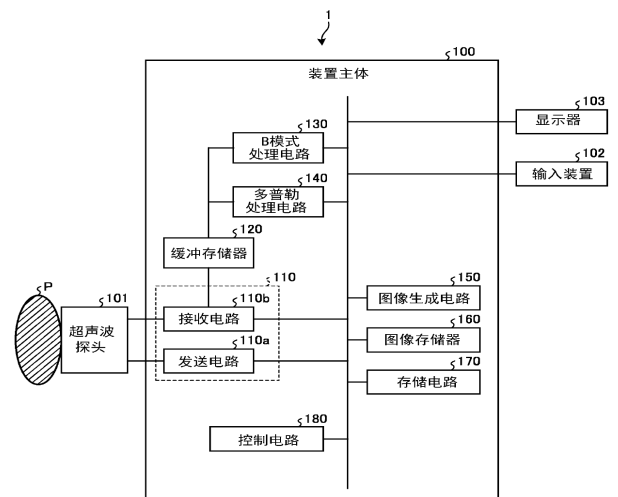 1
100
装置主体
103
显示器
130
B模式
处理电路
102
输入装置
140
多普勒
处理电路
120
缓冲存储器
110
150
图像生成电路
P
101
超声波
探头
110b
接收电路
160
图像存储器
110a
发送电路
170
存储电路
180
控制电路